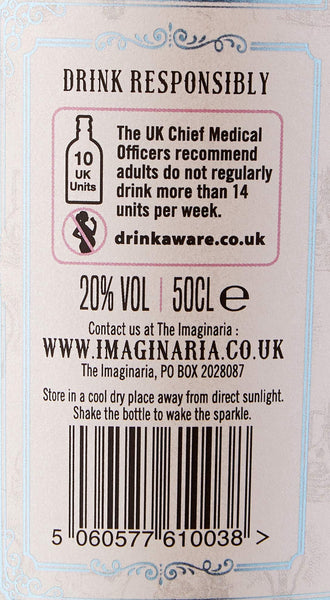 DRINK RESPONSIBLY
10
UK
Units
The UK Chief Medical
Officers recommend
adults do not regularly
drink more than 14
units per week.
drinkaware.co.uk
20% VOL | 50CL e
Contact us at The Imaginaria :
WWW.IMAGINARIA.CO.UK
The Imaginaria, PO BOX 2028087
Store in a cool dry place away from direct sunlight.
Shake the bottle to wake the sparkle.
5 060577 610038 >